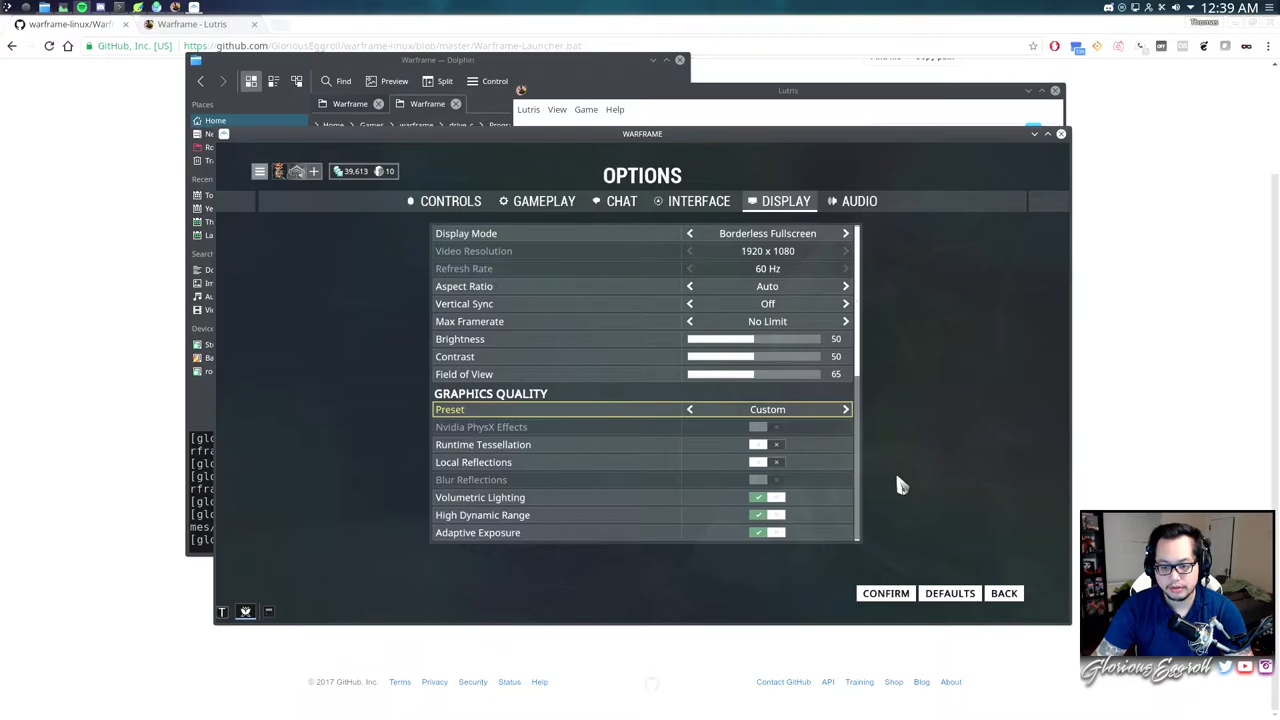 12:39 AM
warframe-linux/Warf
Warframe - Lutris
Thomas
GitHub, Inc. [US]
https://github.com/GloriousEggroll/warframe-linux/blob/master/Warframe-Launcher.bat
Warframe — Dolphin
Find
Preview
Split
Control
Lutris
Lutris
View
Game
Help
Places
Warframe
Warframe
Home
Home
Games
warframe
drive_c
WARFRAME
39,613
10
OPTIONS
CONTROLS
GAMEPLAY
CHAT
INTERFACE
DISPLAY
AUDIO
Display Mode
Borderless Fullscreen
Video Resolution
1920 x 1080
Refresh Rate
60 Hz
Aspect Ratio
Auto
Vertical Sync
Off
Max Framerate
No Limit
Brightness
50
Contrast
50
Field of View
65
GRAPHICS QUALITY
Preset
Custom
Nvidia PhysX Effects
Runtime Tessellation
Local Reflections
Blur Reflections
Volumetric Lighting
High Dynamic Range
Adaptive Exposure
CONFIRM
DEFAULTS
BACK
T
GloriousEggroll
© 2017 GitHub, Inc.
Terms
Privacy
Security
Status
Help
Contact GitHub
API
Training
Shop
Blog
About